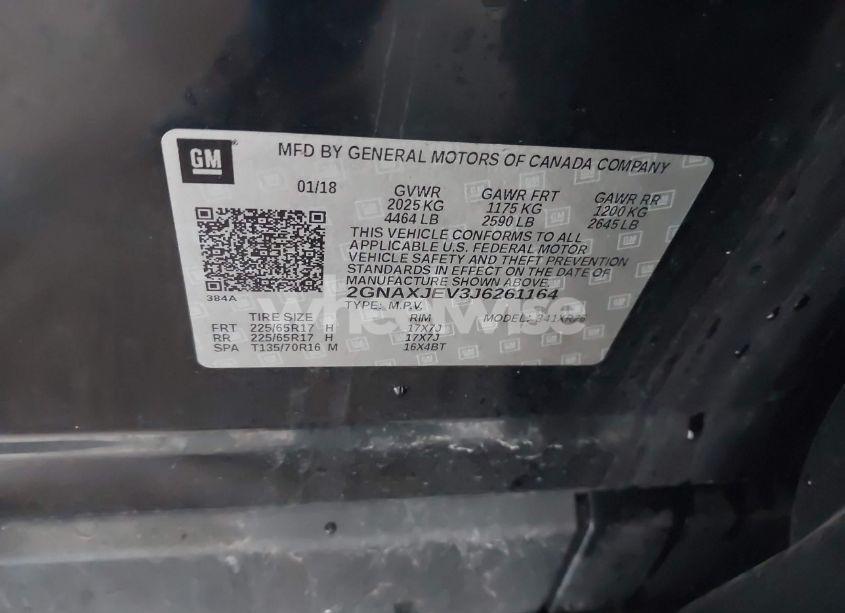 GM
MFD BY GENERAL MOTORS OF CANADA COMPANY
01/18
GVWR GAWR FRT GAWR RR
2025 KG 1175 KG 1200 KG
4464 LB 2590 LB 2645 LB
THIS VEHICLE CONFORMS TO ALL
APPLICABLE U.S. FEDERAL MOTOR
VEHICLE SAFETY AND THEFT PREVENTION
STANDARDS IN EFFECT ON THE DATE OF
MANUFACTURE SHOWN ABOVE.
384A
2GNAXJEV3J6261164
TYPE: M.P.V. MODEL:
wheelwise
TIRE SIZE RIM
FRT 225/65R17 H 17X7J
RR 225/65R17 H 17X7J
SPA T135/70R16 M 16X4BT